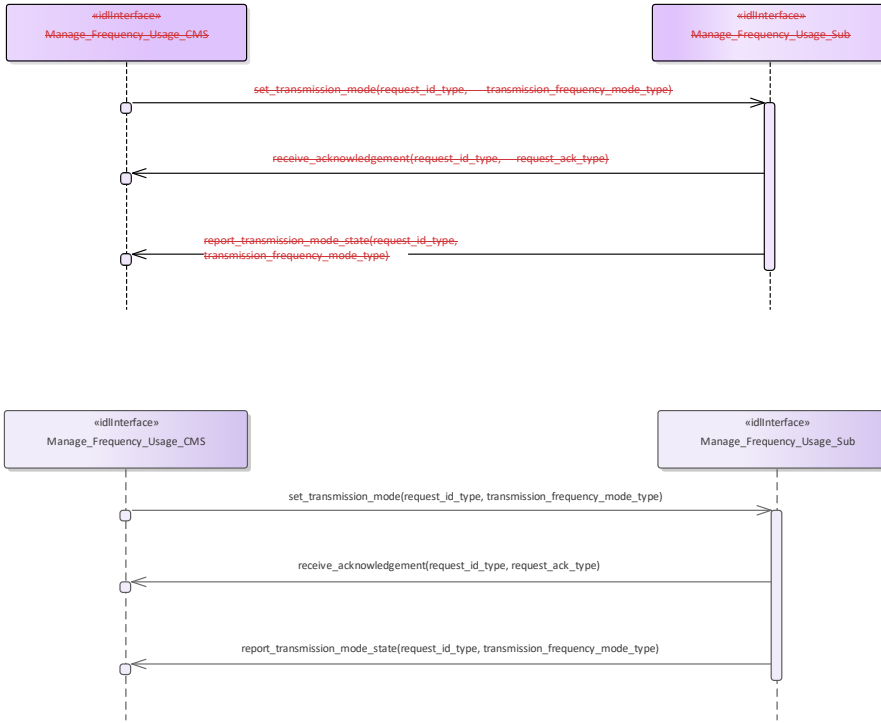 «idlInterface»
Manage_Frequency_Usage_CMS
«idlInterface»
Manage_Frequency_Usage_Sub
set_transmission_mode(request_id_type, transmission_frequency_mode_type)
receive_acknowledgement(request_id_type, request_ack_type)
report_transmission_mode_state(request_id_type,
transmission_frequency_mode_type)
«idlInterface»
Manage_Frequency_Usage_CMS
«idlInterface»
Manage_Frequency_Usage_Sub
set_transmission_mode(request_id_type, transmission_frequency_mode_type)
receive_acknowledgement(request_id_type, request_ack_type)
report_transmission_mode_state(request_id_type, transmission_frequency_mode_type)